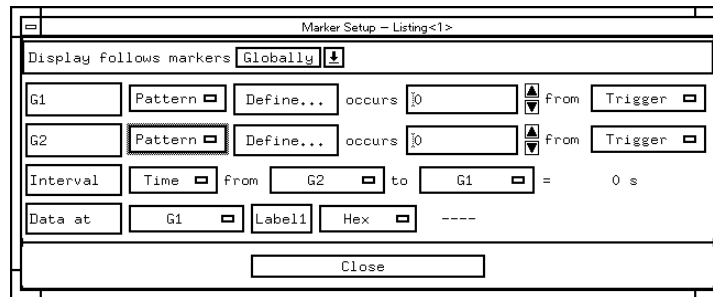 Marker Setup — Listing<1>
Display follows markers Globally
G1 Pattern Define... occurs 0 from Trigger
G2 Pattern Define... occurs 0 from Trigger
Interval Time from G2 to G1 = 0 s
Data at G1 Label1 Hex ----
Close